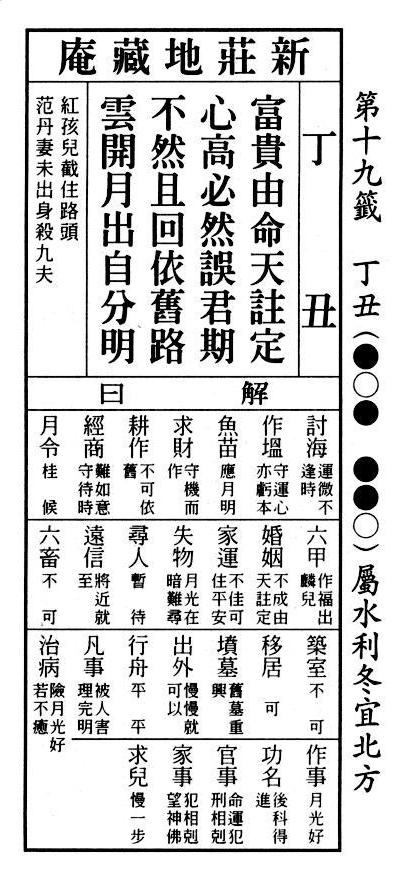 第十九籤 丁丑(●○● ●●○)屬水利冬宜北方
新莊地藏庵
丁丑
富貴由命天註定
心高必然誤君期
不然且回依舊路
雲開月出自分明
紅孩兒截住路頭
范丹妻未出身殺九夫
解曰
討海 運微不逢時
作塭 守運心亦虧本
魚苗 應月明
求財 守機而作
耕作 不可依舊
經商 難如意守待時
月令 桂候
六甲 作福出麟兒
婚姻 不成由天註定
家運 不佳可住平安
失物 月光在暗難尋
尋人 暫待
遠信 將近就至
六畜 不可
築室 不可
移居 可
墳墓 舊墓重興
出外 慢慢就可以
行舟 平平
凡事 被人害理完明
治病 險月光好若不癒
作事 月光好
功名 後科得進
官事 命運犯刑相剋
家事 犯相剋望神佛
求兒 慢一步